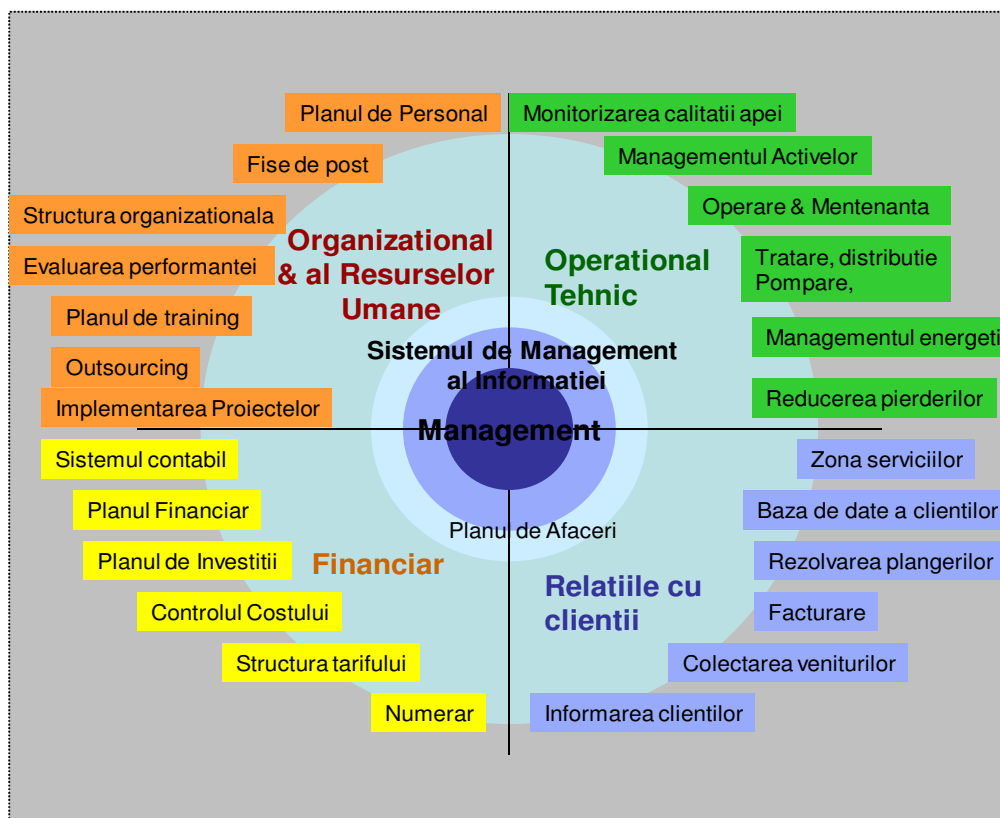 Planul de Personal
Fise de post
Structura organizationala
Evaluarea performantei
Planul de training
Outsourcing
Implementarea Proiectelor
Organizational
& al Resurselor
Umane
Monitorizarea calitatii apei
Managementul Activelor
Operare & Mentenanta
Tratare, distributie
Pompare,
Managementul energeti
Reducerea pierderilor
Operational
Tehnic
Sistemul de Management
al Informatiei
Management
Planul de Afaceri
Sistemul contabil
Planul Financiar
Planul de Investitii
Controlul Costului
Structura tarifului
Numerar
Financiar
Relatiile cu
clientii
Zona serviciilor
Baza de date a clientilor
Rezolvarea plangerilor
Facturare
Colectarea veniturilor
Informarea clientilor